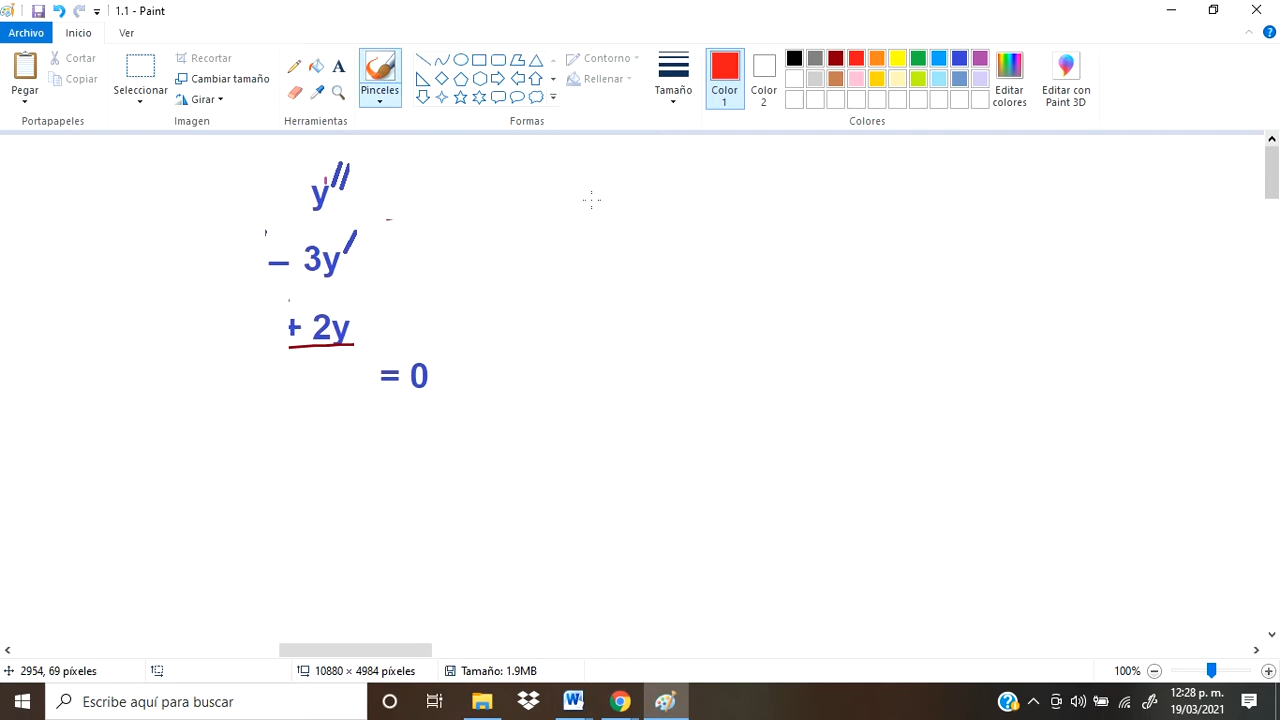 1.1 - Paint
Archivo Inicio Ver
Pegar
Cortar
Copiar
Portapapeles
Seleccionar
Recortar
Cambiar tamaño
Girar
Imagen
A
Herramientas
Pinceles
Formas
Contorno
Rellenar
Tamaño
Color 1
Color 2
Editar colores
Editar con Paint 3D
Colores
y''
– 3y'
+ 2y
= 0
2954, 69 píxeles
10880 × 4984 píxeles
Tamaño: 1.9MB
100%
Escribe aquí para buscar
12:28 p. m.
19/03/2021